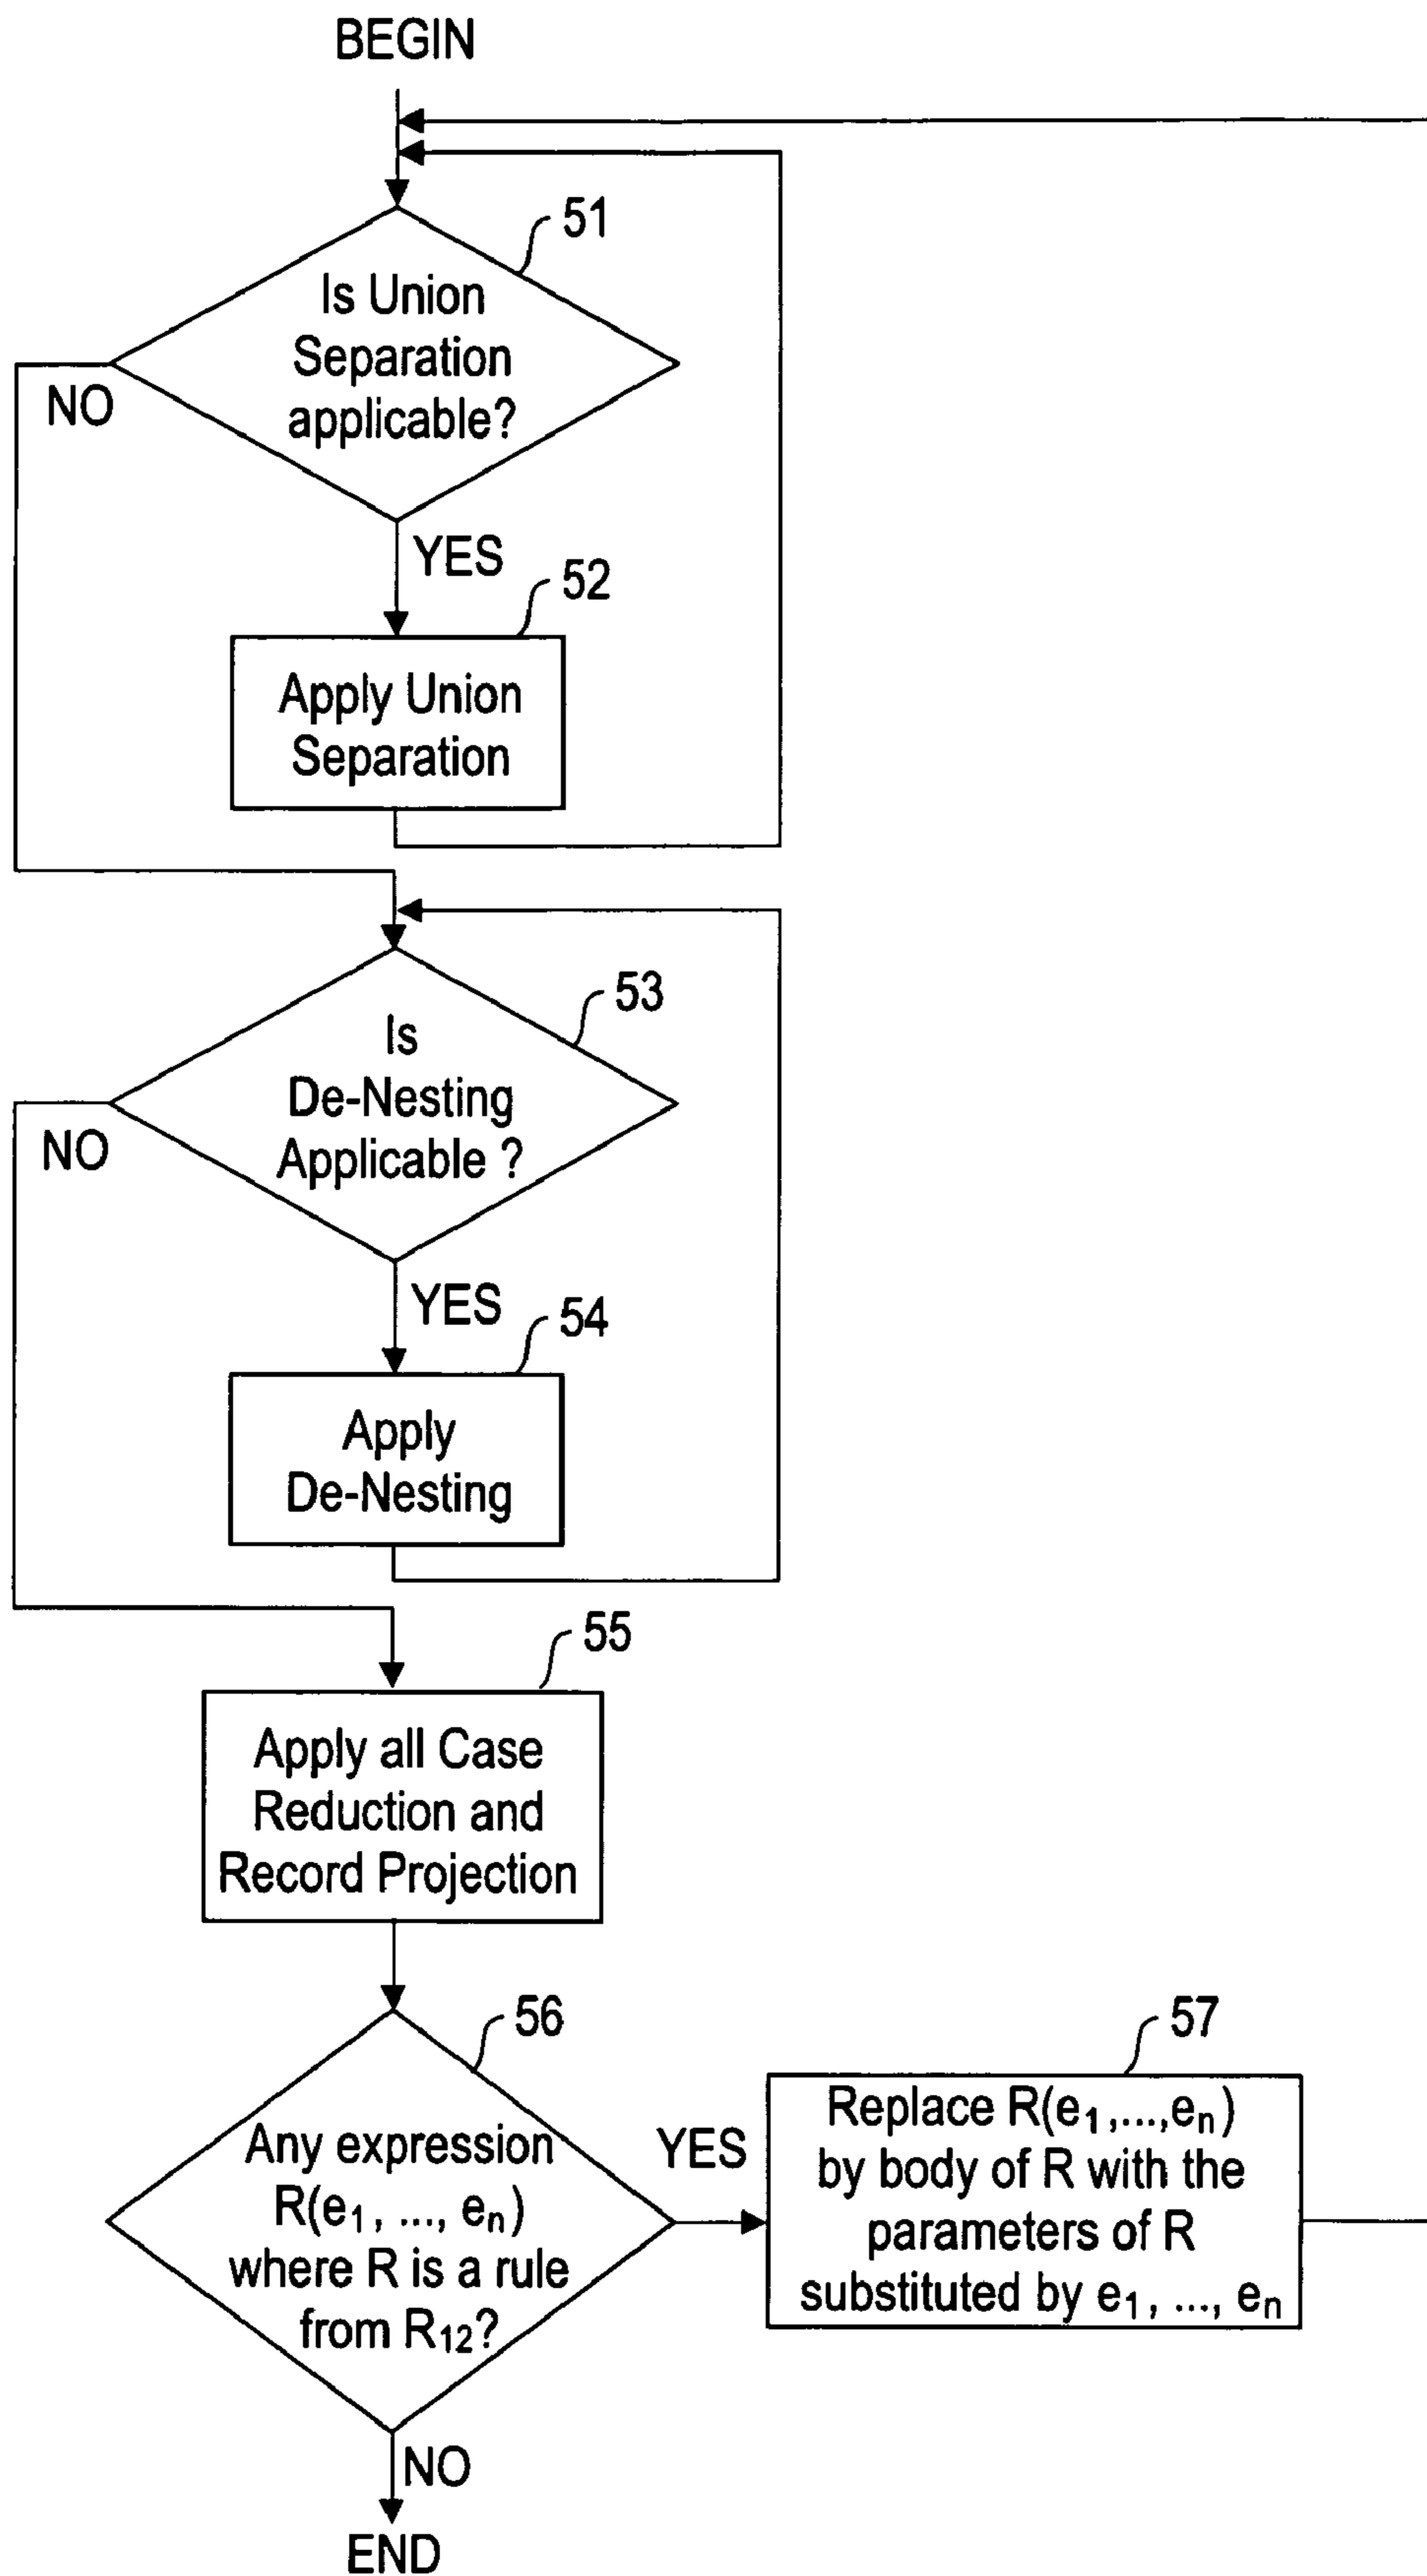 BEGIN
51
Is Union
Separation
applicable?
NO
YES
52
Apply Union
Separation
53
Is
De-Nesting
Applicable ?
NO
YES
54
Apply
De-Nesting
55
Apply all Case
Reduction and
Record Projection
56
Any expression
R(e₁, ..., eₙ)
where R is a rule
from R₁₂?
YES
57
Replace R(e₁,...,eₙ)
by body of R with the
parameters of R
substituted by e₁, ..., eₙ
NO
END